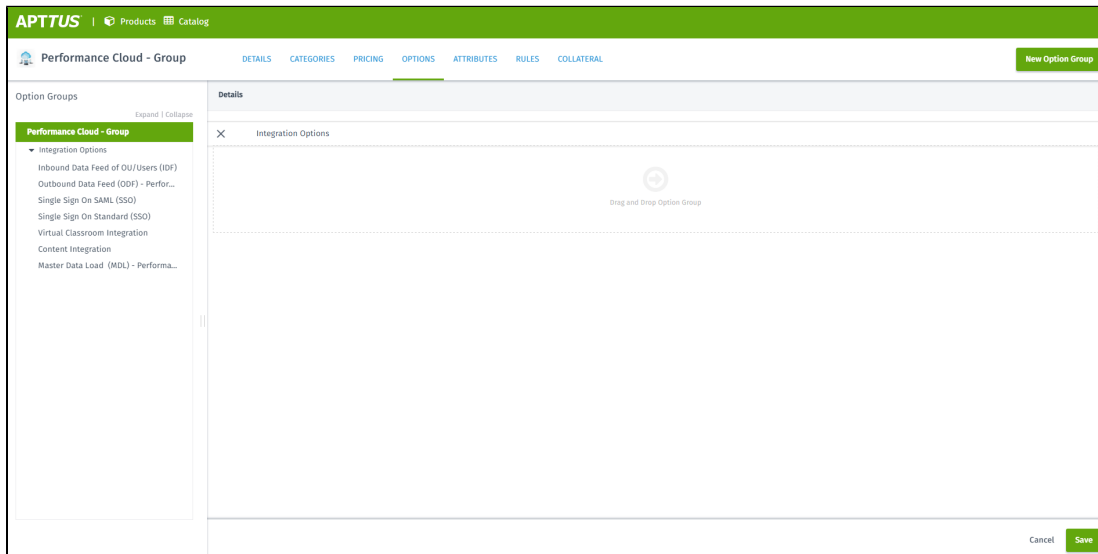 APTTUS | Products Catalog
Performance Cloud - Group DETAILS CATEGORIES PRICING OPTIONS ATTRIBUTES RULES COLLATERAL New Option Group
Option Groups
Details
Expand | Collapse
Performance Cloud - Group
Integration Options
Integration Options
Inbound Data Feed of OU/Users (IDF)
Outbound Data Feed (ODF) - Perfor...
Single Sign On SAML (SSO)
Single Sign On Standard (SSO)
Virtual Classroom Integration
Content Integration
Master Data Load (MDL) - Performa...
Drag and Drop Option Group
Cancel Save